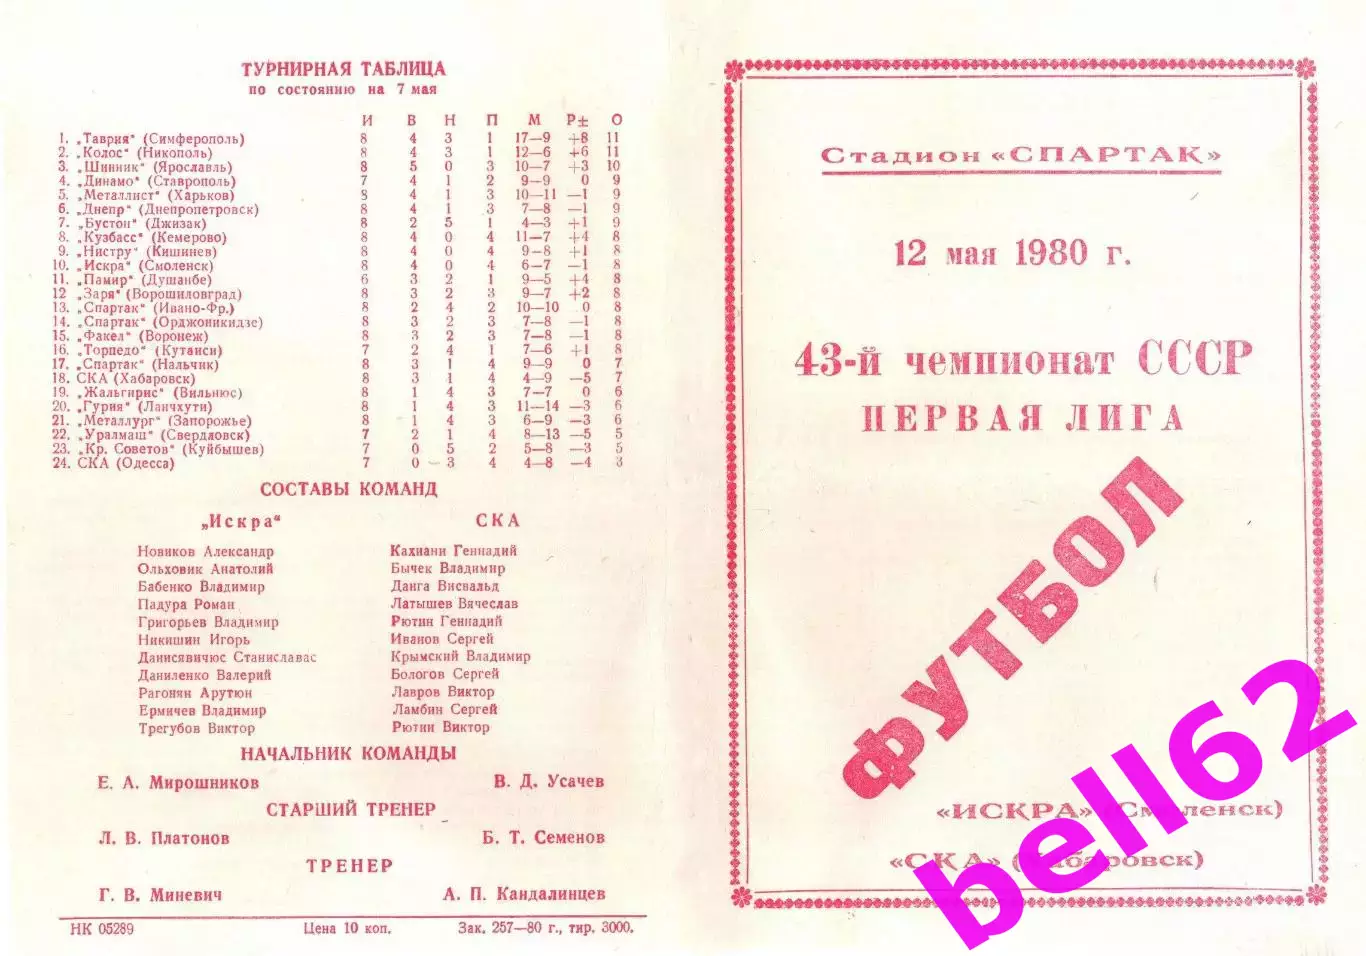 ТУРНИРНАЯ ТАБЛИЦА
по состоянию на 7 мая
И В Н П М Р± О
1. „Таврия“ (Симферополь) 8 4 3 1 17—9 +8 11
2. „Колос“ (Никополь) 8 4 3 1 12—6 +6 11
3. „Шинник“ (Ярославль) 8 5 0 3 10—7 +3 10
4. „Динамо“ (Ставрополь) 7 4 1 2 9—9 0 9
5. „Металлист“ (Харьков) 8 4 1 3 10—11 —1 9
6. „Днепр“ (Днепропетровск) 8 4 1 3 7—8 —1 9
7. „Бустон“ (Джизак) 8 2 5 1 4—3 +1 9
8. „Кузбасс“ (Кемерово) 8 4 0 4 11—7 +4 8
9. „Нистру“ (Кишинев) 8 4 0 4 9—8 +1 8
10. „Искра“ (Смоленск) 8 4 0 4 6—7 —1 8
11. „Памир“ (Душанбе) 6 3 2 1 9—5 +4 8
12 „Заря“ (Ворошиловград) 8 3 2 3 9—7 +2 8
13. „Спартак“ (Ивано-Фр.) 8 2 4 2 10—10 0 8
14. „Спартак“ (Орджоникидзе) 8 3 2 3 7—8 —1 8
15. „Факел“ (Воронеж) 8 3 2 3 7—8 —1 8
16. „Торпедо“ (Кутаиси) 7 2 4 1 7—6 +1 8
17. „Спартак“ (Нальчик) 8 3 1 4 9—9 0 7
18. СКА (Хабаровск) 8 3 1 4 4—9 —5 7
19. „Жальгирис“ (Вильнюс) 8 1 4 3 7—7 0 6
20. „Гурия“ (Ланчхути) 8 1 4 3 11—14 —3 6
21. „Металлург“ (Запорожье) 8 1 4 3 6—9 —3 6
22. „Уралмаш“ (Свердловск) 7 2 1 4 8—13 —5 5
23. „Кр. Советов“ (Куйбышев) 7 0 5 2 5—8 —3 5
24. СКА (Одесса) 7 0 3 4 4—8 —4 3
СОСТАВЫ КОМАНД
„Искра“ СКА
Новиков Александр Кахиани Геннадий
Ольховик Анатолий Бычек Владимир
Бабенко Владимир Данга Висвальд
Падура Роман Латышев Вячеслав
Григорьев Владимир Рютин Геннадий
Никишин Игорь Иванов Сергей
Данисявичюс Станиславас Крымский Владимир
Даниленко Валерий Бологов Сергей
Рагонян Арутюн Лавров Виктор
Ермичев Владимир Ламбин Сергей
Трегубов Виктор Рютин Виктор
НАЧАЛЬНИК КОМАНДЫ
Е. А. Мирошников В. Д. Усачев
СТАРШИЙ ТРЕНЕР
Л. В. Платонов Б. Т. Семенов
ТРЕНЕР
Г. В. Миневич А. П. Кандалинцев
НК 05289 Цена 10 коп. Зак. 257—80 г., тир. 3000.
Стадион «СПАРТАК»
12 мая 1980 г.
43-й чемпионат СССР
ПЕРВАЯ ЛИГА
ФУТБОЛ
«ИСКРА» (Смоленск)
«СКА» (Хабаровск)
bell62